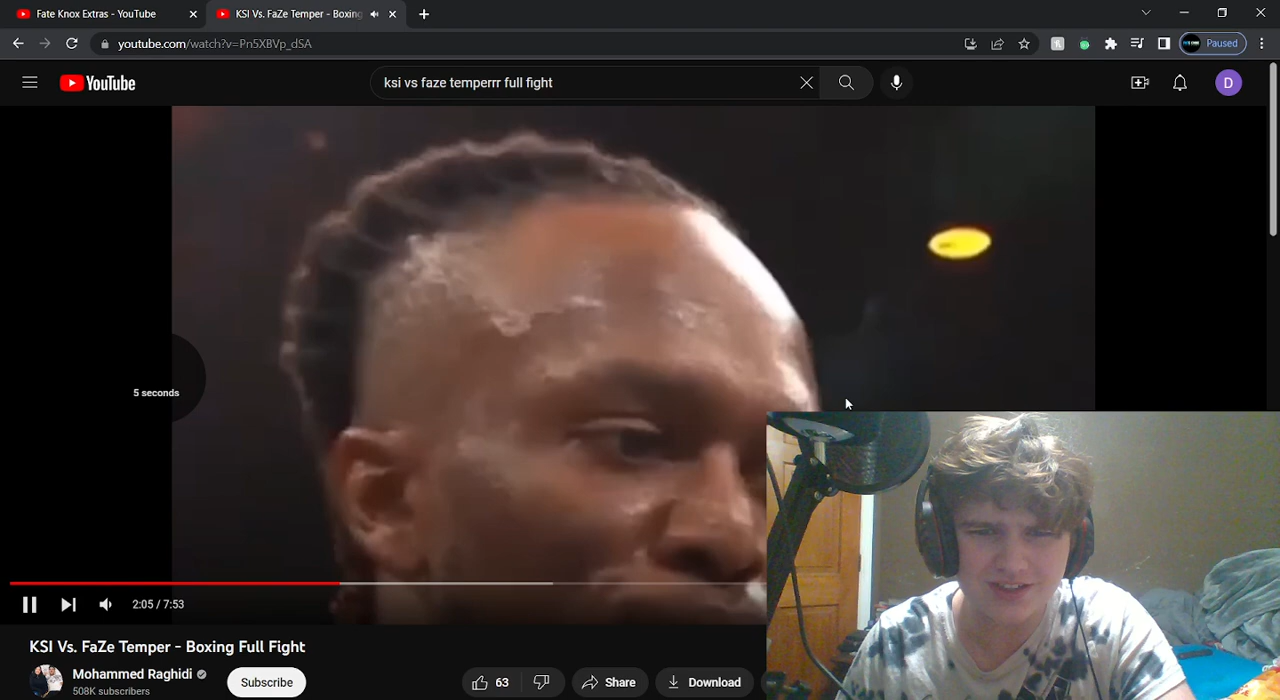 Fate Knox Extras - YouTube
KSI Vs. FaZe Temper - Boxing
youtube.com/watch?v=Pn5XBVp_dSA
Paused
YouTube
ksi vs faze temperrr full fight
D
5 seconds
2:05 / 7:53
KSI Vs. FaZe Temper - Boxing Full Fight
Mohammed Raghidi
508K subscribers
Subscribe
63
Share
Download